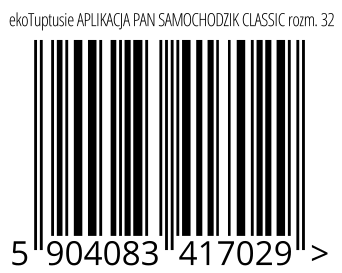 ekoTuptusie APLIKACJA PAN SAMOCHODZIK CLASSIC rozm. 32
5 904083 417029 >